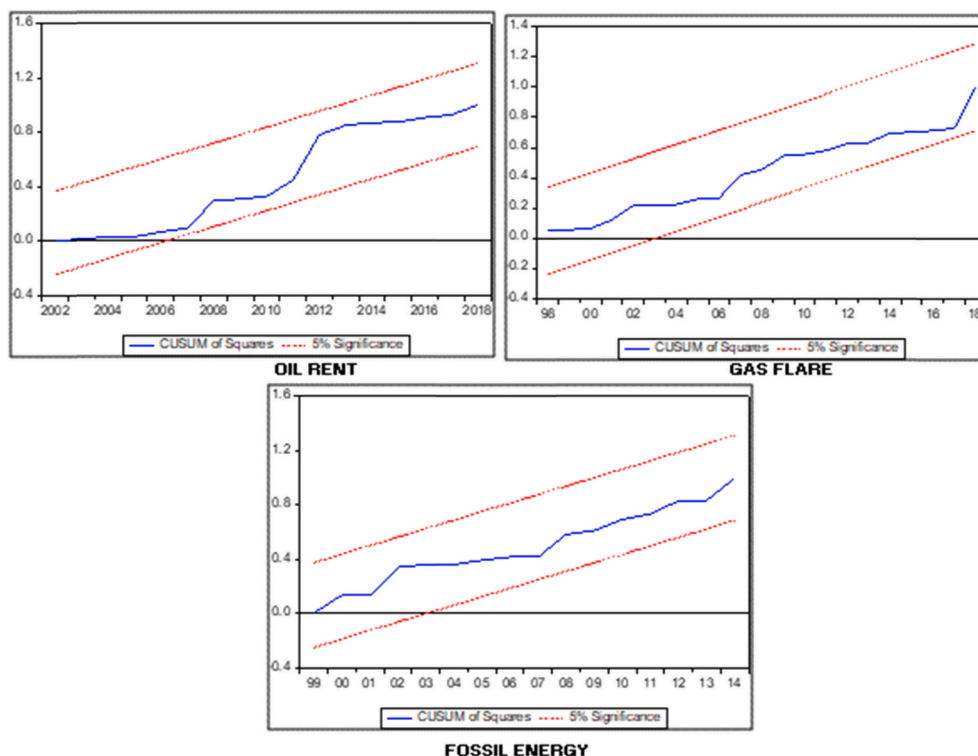 1.6
1.2
0.8
0.4
0.0
-0.4
2002 2004 2006 2008 2010 2012 2014 2016 2018
CUSUM of Squares 5% Significance
OIL RENT
1.4
1.2
1.0
0.8
0.6
0.4
0.2
0.0
-0.2
-0.4
98 00 02 04 06 08 10 12 14 16 18
CUSUM of Squares 5% Significance
GAS FLARE
1.6
1.2
0.8
0.4
0.0
-0.4
99 00 01 02 03 04 05 06 07 08 09 10 11 12 13 14
CUSUM of Squares 5% Significance
FOSSIL ENERGY